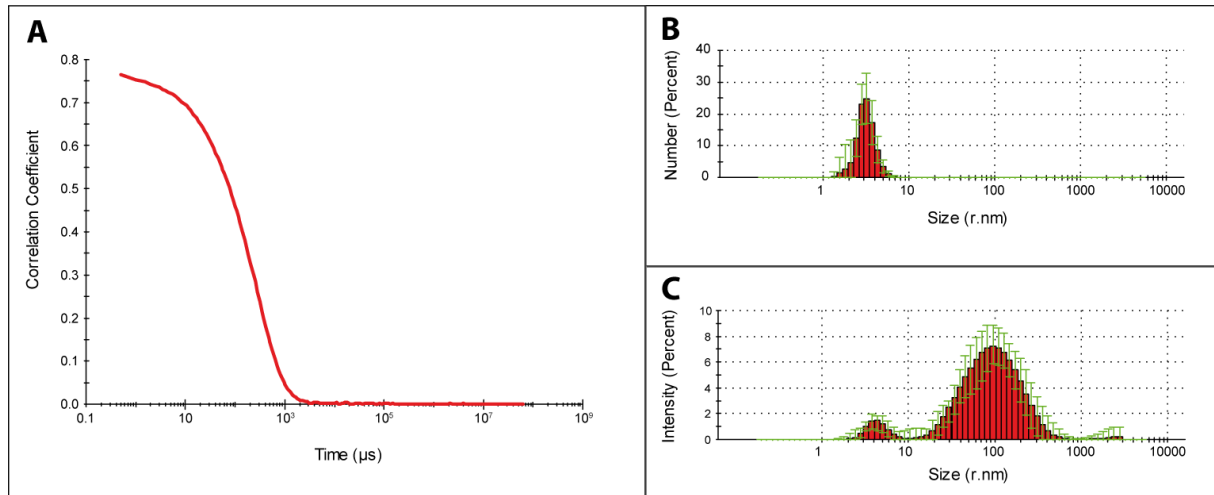 A
0.8
0.7
0.6
0.5
0.4
0.3
0.2
0.1
0.0
Correlation Coefficient
0.1 10 10³ 10⁵ 10⁷ 10⁹
Time (µs)
B
40
30
20
10
0
Number (Percent)
1 10 100 1000 10000
Size (r.nm)
C
10
8
6
4
2
0
Intensity (Percent)
1 10 100 1000 10000
Size (r.nm)